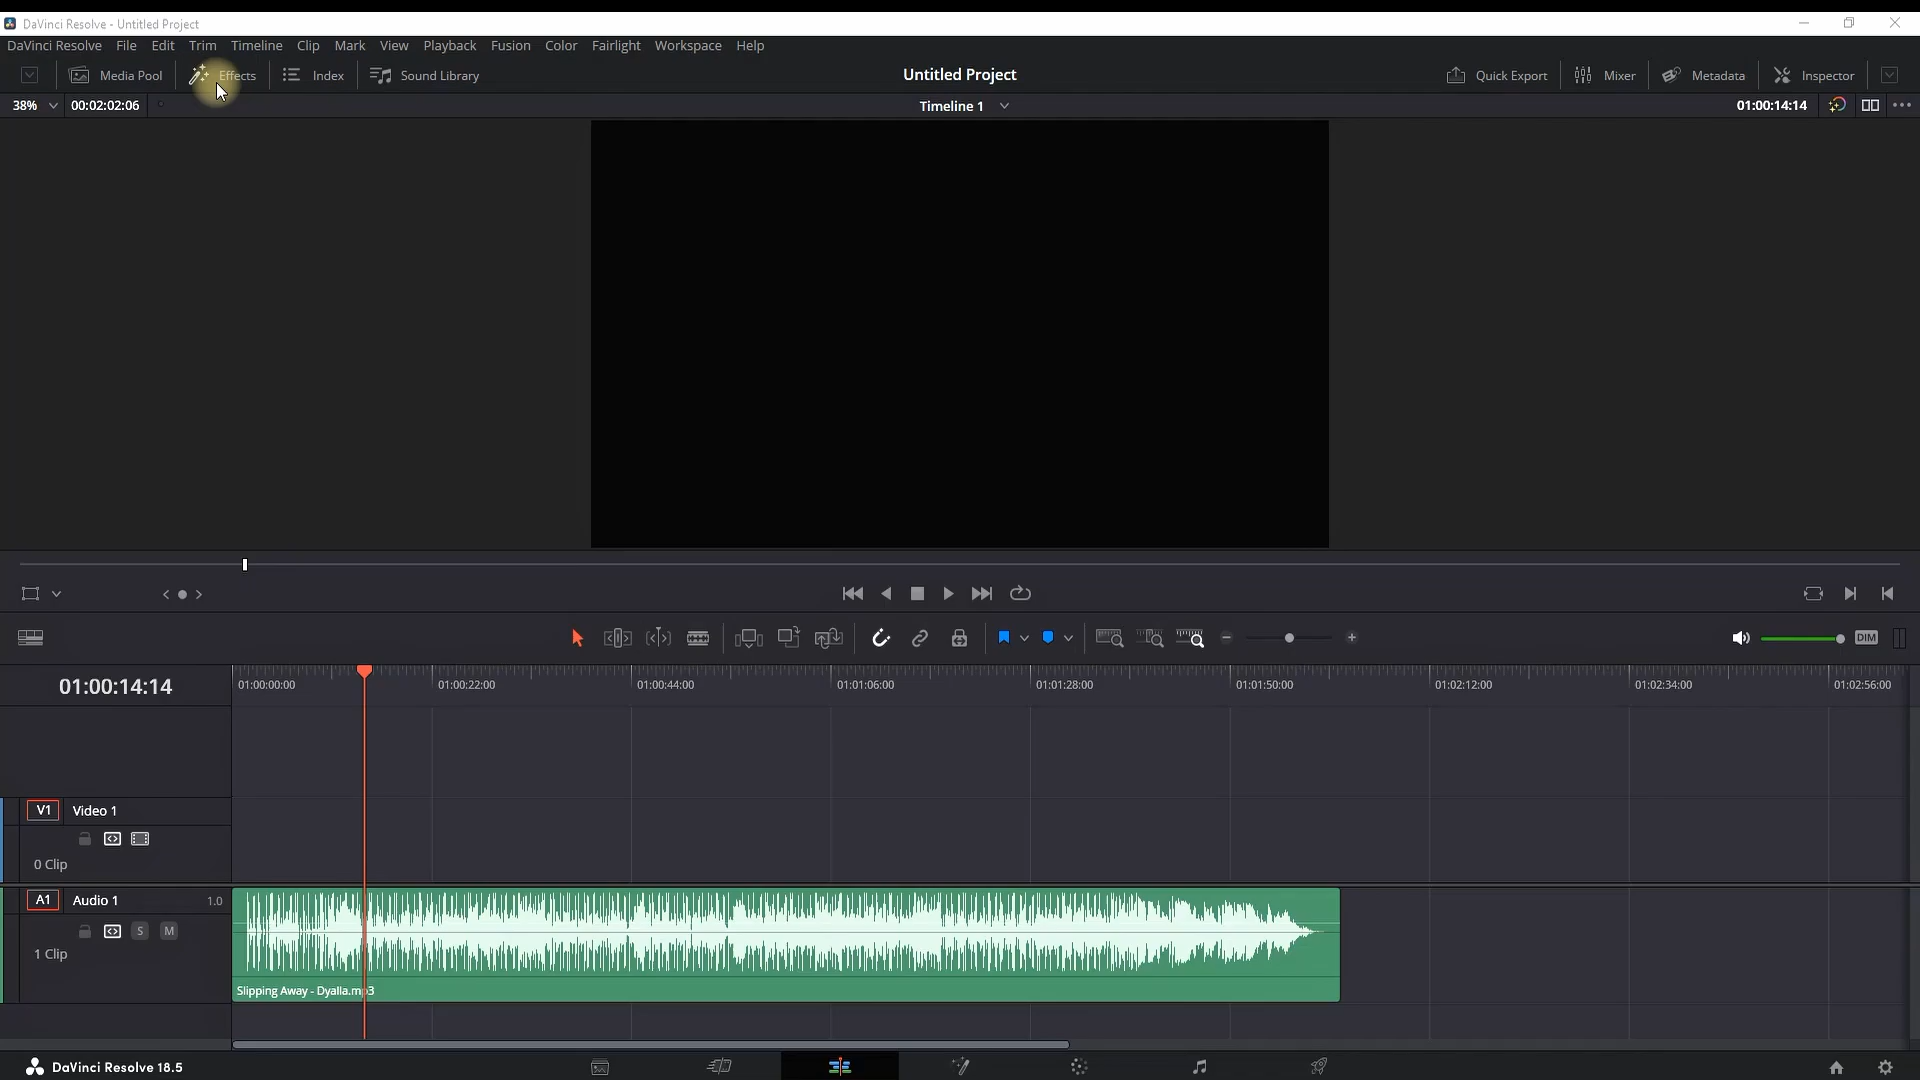 DaVinci Resolve - Untitled Project
DaVinci Resolve File Edit Trim Timeline Clip Mark View Playback Fusion Color Fairlight Workspace Help
Media Pool Effects Index Sound Library Untitled Project Quick Export Mixer Metadata Inspector
38% 00:02:02:06 Timeline 1 01:00:14:14
DIM
01:00:14:14 01:00:00:00 01:00:22:00 01:00:44:00 01:01:06:00 01:01:28:00 01:01:50:00 01:02:12:00 01:02:34:00 01:02:56:00
V1 Video 1
0 Clip
A1 Audio 1 1.0
S M
1 Clip
Slipping Away - Dyalla.mp3
DaVinci Resolve 18.5